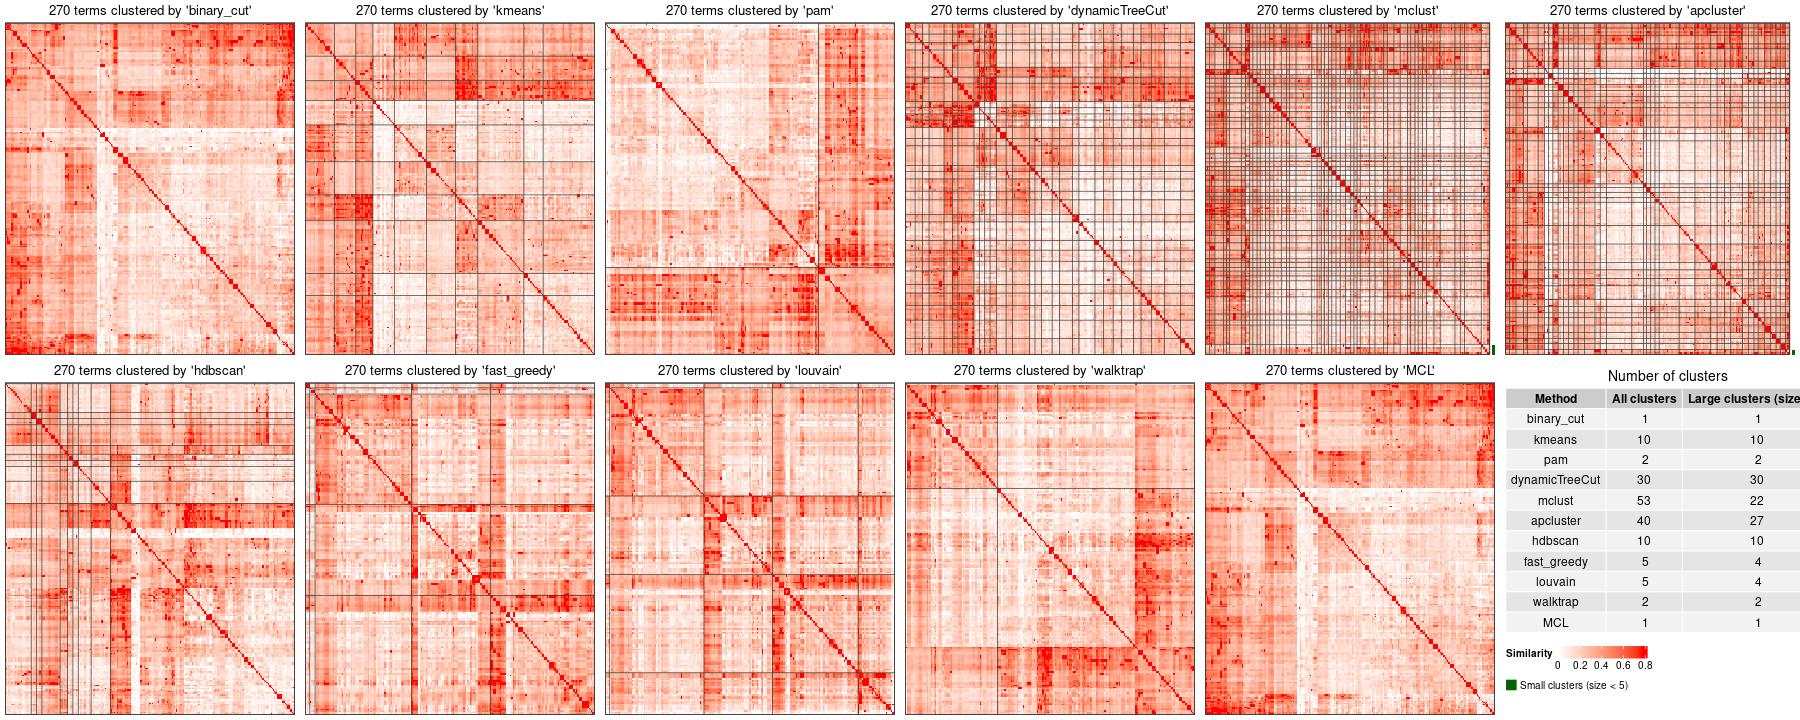 270 terms clustered by 'binary_cut'
270 terms clustered by 'kmeans'
270 terms clustered by 'pam'
270 terms clustered by 'dynamicTreeCut'
270 terms clustered by 'mclust'
270 terms clustered by 'apcluster'
270 terms clustered by 'hdbscan'
270 terms clustered by 'fast_greedy'
270 terms clustered by 'louvain'
270 terms clustered by 'walktrap'
270 terms clustered by 'MCL'
Number of clusters
Method All clusters Large clusters (size
binary_cut 1 1
kmeans 10 10
pam 2 2
dynamicTreeCut 30 30
mclust 53 22
apcluster 40 27
hdbscan 10 10
fast_greedy 5 4
louvain 5 4
walktrap 2 2
MCL 1 1
Similarity
0 0.2 0.4 0.6 0.8
Small clusters (size < 5)